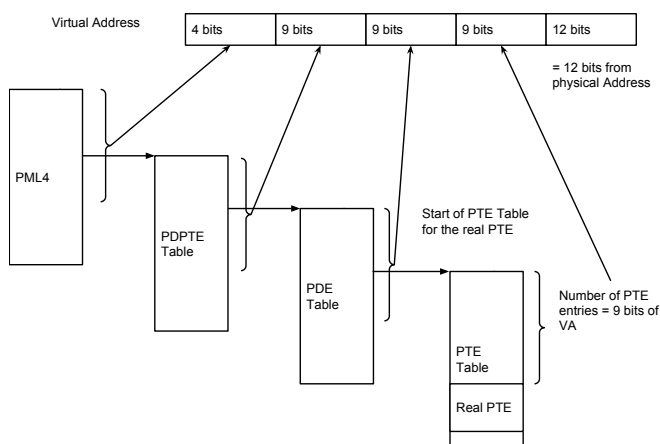 Virtual Address
4 bits
9 bits
9 bits
9 bits
12 bits
= 12 bits from
physical Address
PML4
PDPTE
Table
PDE
Table
Start of PTE Table
for the real PTE
PTE
Table
Real PTE
Number of PTE
entries = 9 bits of
VA